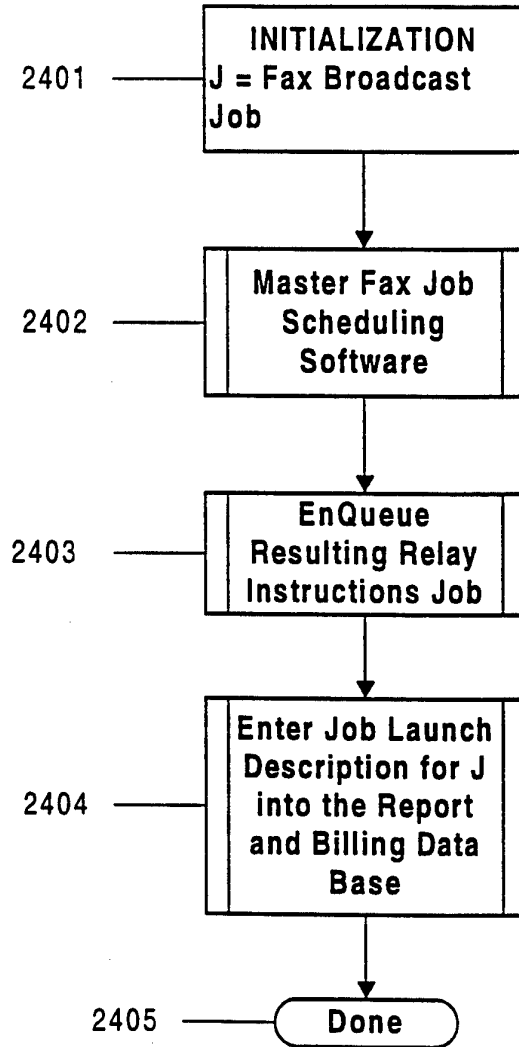 INITIALIZATION
2401
J = Fax Broadcast
Job
Master Fax Job
2402
Scheduling
Software
EnQueue
2403
Resulting Relay
Instructions Job
Enter Job Launch
Description for J
2404
into the Report
and Billing Data
Base
2405
Done